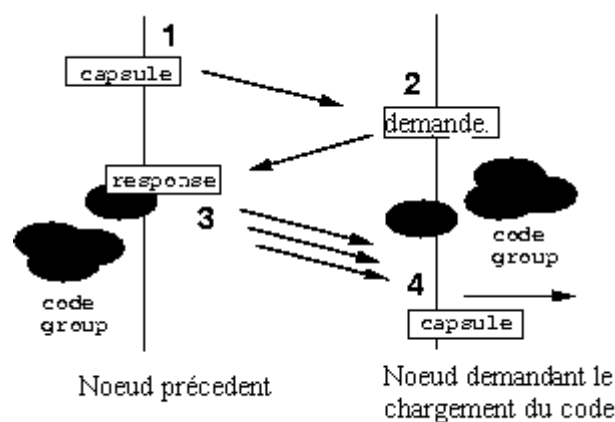 1
capsule
2
demande.
response
3
code
group
code
group
4
capsule
Noeud précedent
Noeud demandant le
chargement du code